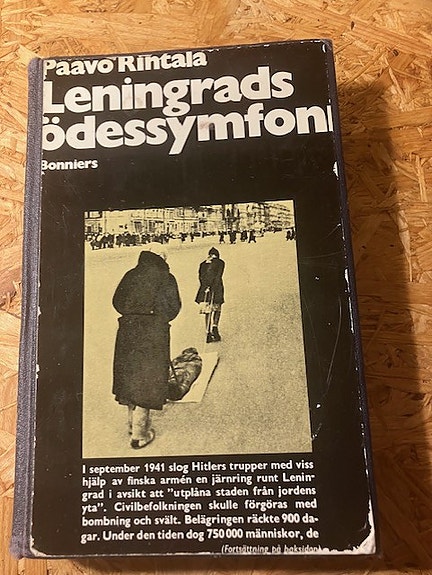 Paavo Rintala
Leningrads
ödessymfoni
Bonniers
I september 1941 slog Hitlers trupper med viss
hjälp av finska armén en järnring runt Lenin-
grad i avsikt att ”utplåna staden från jordens
yta”. Civilbefolkningen skulle förgöras med
bombning och svält. Belägringen räckte 900 da-
gar. Under den tiden dog 750 000 människor, de
(Fortsättning på baksidan)